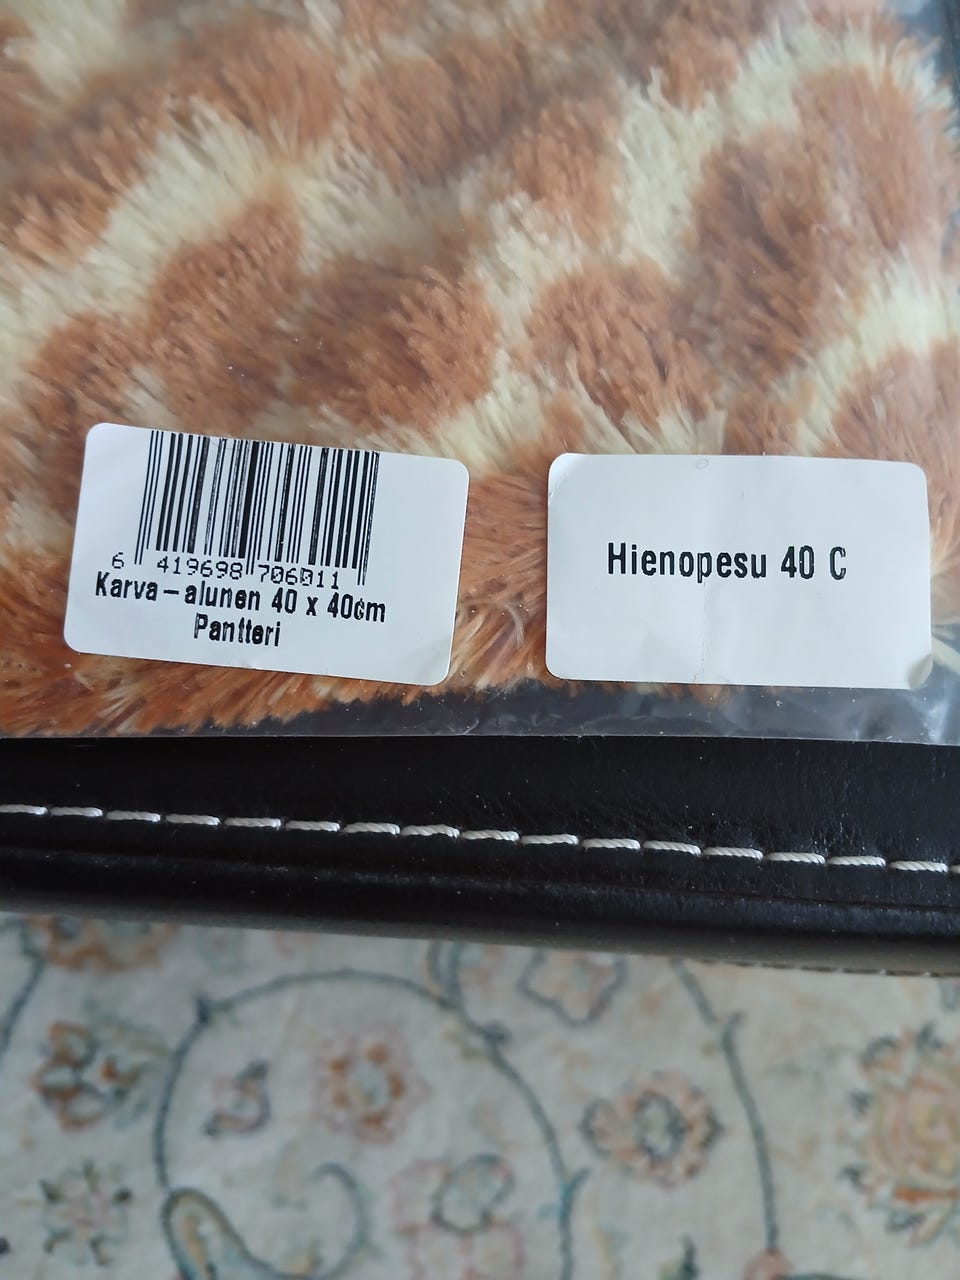 6 419698 706011
Karva-alunen 40 x 40cm
Pantteri
Hienopesu 40 C